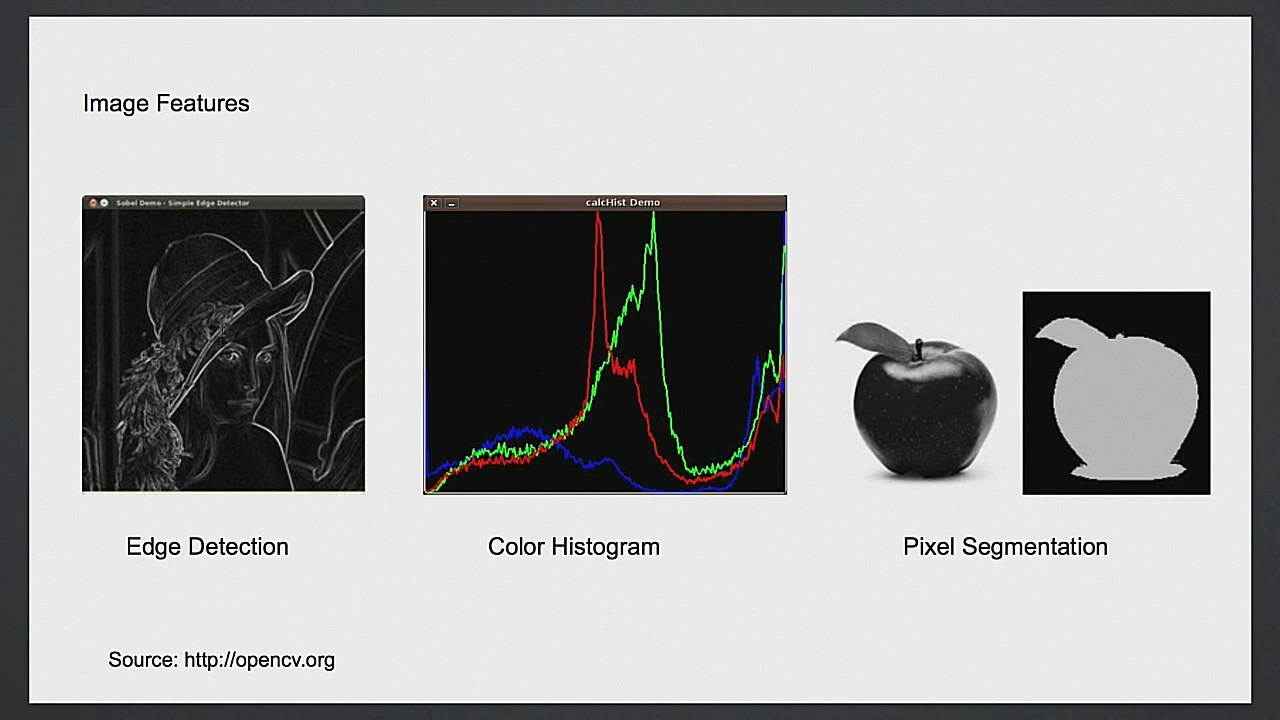 Image Features
Sobel Demo - Simple Edge Detector
calcHist Demo
Edge Detection
Color Histogram
Pixel Segmentation
Source: http://opencv.org